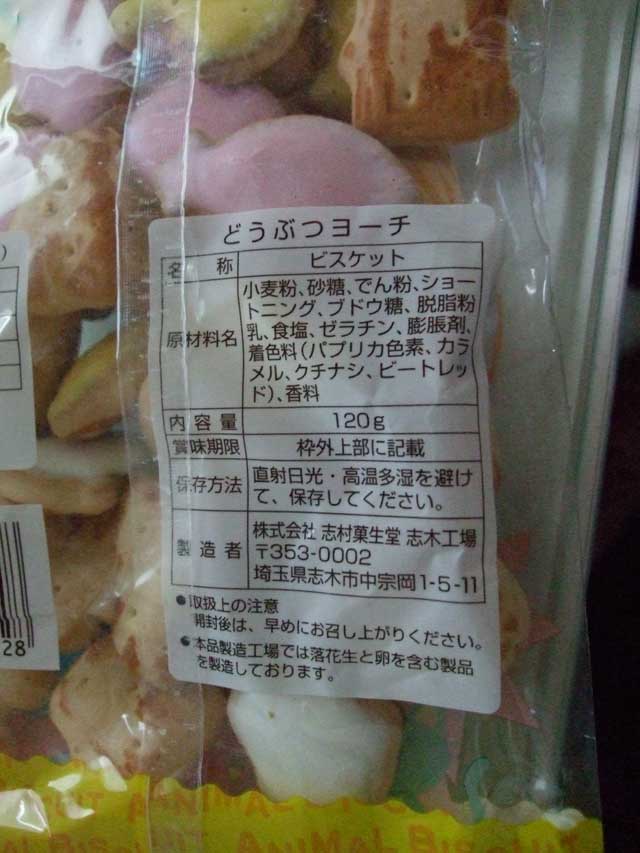 どうぶつヨーチ
名称 ビスケット
原材料名 小麦粉、砂糖、でん粉、ショー
トニング、ブドウ糖、脱脂粉
乳、食塩、ゼラチン、膨脹剤、
着色料(パプリカ色素、カラ
メル、クチナシ、ビートレッ
ド)、香料
内容量 120g
賞味期限 枠外上部に記載
保存方法 直射日光・高温多湿を避け
て、保存してください。
製造者 株式会社 志村菓生堂 志木工場
〒353-0002
埼玉県志木市中宗岡1-5-11
●取扱上の注意
開封後は、早めにお召し上がりください。
●本品製造工場では落花生と卵を含む製品
を製造しております。
28
ANIMAL BISCUIT